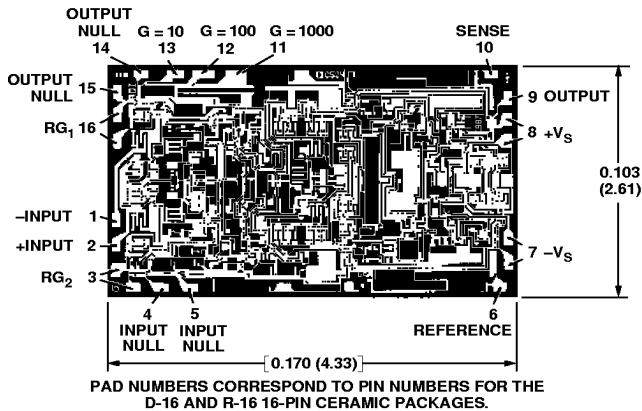 OUTPUT
NULL
14
G = 10
13
G = 100
12
G = 1000
11
SENSE
10
OUTPUT
NULL
15
RG1 16
–INPUT 1
+INPUT 2
RG2 3
4
INPUT
NULL
5
INPUT
NULL
9 OUTPUT
8 +VS
7 –VS
6
REFERENCE
0.103
(2.61)
0.170 (4.33)
PAD NUMBERS CORRESPOND TO PIN NUMBERS FOR THE
D-16 AND R-16 16-PIN CERAMIC PACKAGES.